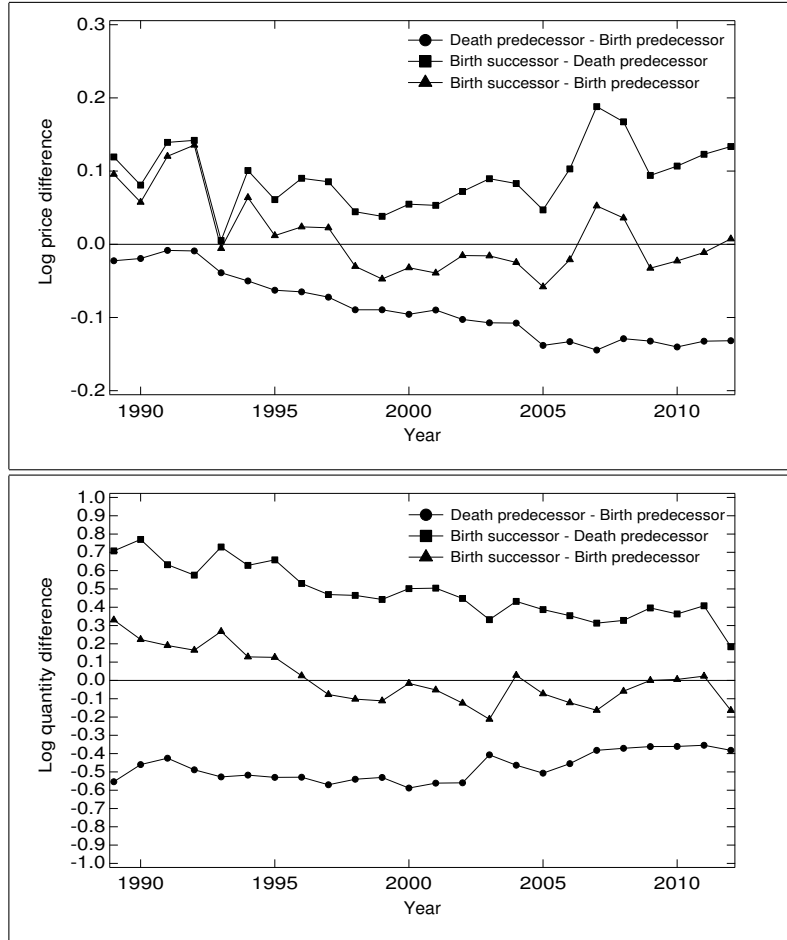 0.3
Death predecessor - Birth predecessor
Birth successor - Death predecessor
Birth successor - Birth predecessor
0.2
0.1
0.0
-0.1
-0.2
Log price difference
1990 1995 2000 2005 2010
Year
1.0
0.9
Death predecessor - Birth predecessor
0.8
Birth successor - Death predecessor
0.7
Birth successor - Birth predecessor
0.6
0.5
0.4
0.3
0.2
0.1
0.0
-0.1
-0.2
-0.3
-0.4
-0.5
-0.6
-0.7
-0.8
-0.9
-1.0
Log quantity difference
1990 1995 2000 2005 2010
Year